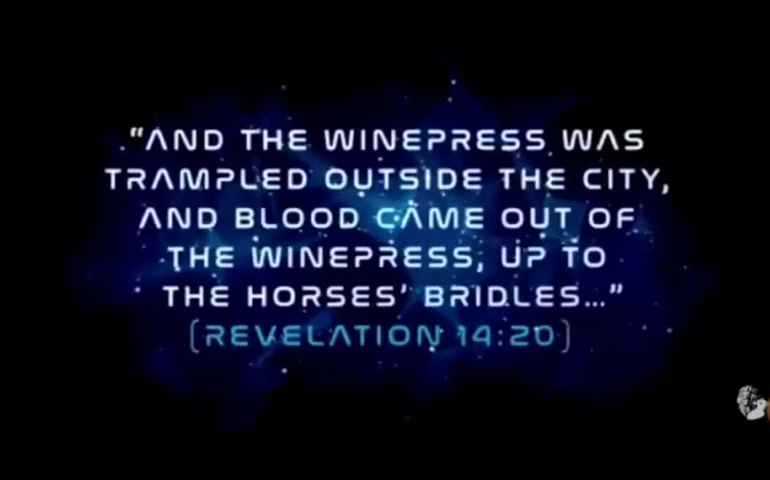 "AND THE WINEPRESS WAS
TRAMPLED OUTSIDE THE CITY,
AND BLOOD CAME OUT OF
THE WINEPRESS, UP TO
THE HORSES' BRIDLES..."
(REVELATION 14:20)